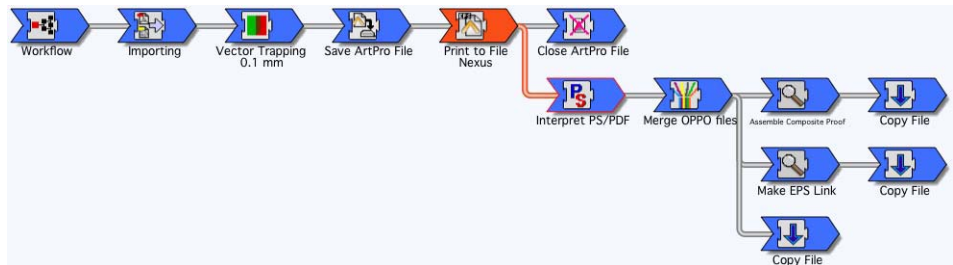 Workflow
Importing
Vector Trapping
0.1 mm
Save ArtPro File
Print to File
Nexus
Close ArtPro File
PS
Interpret PS/PDF
Merge OPPO files
Assemble Composite Proof
Copy File
Make EPS Link
Copy File
Copy File